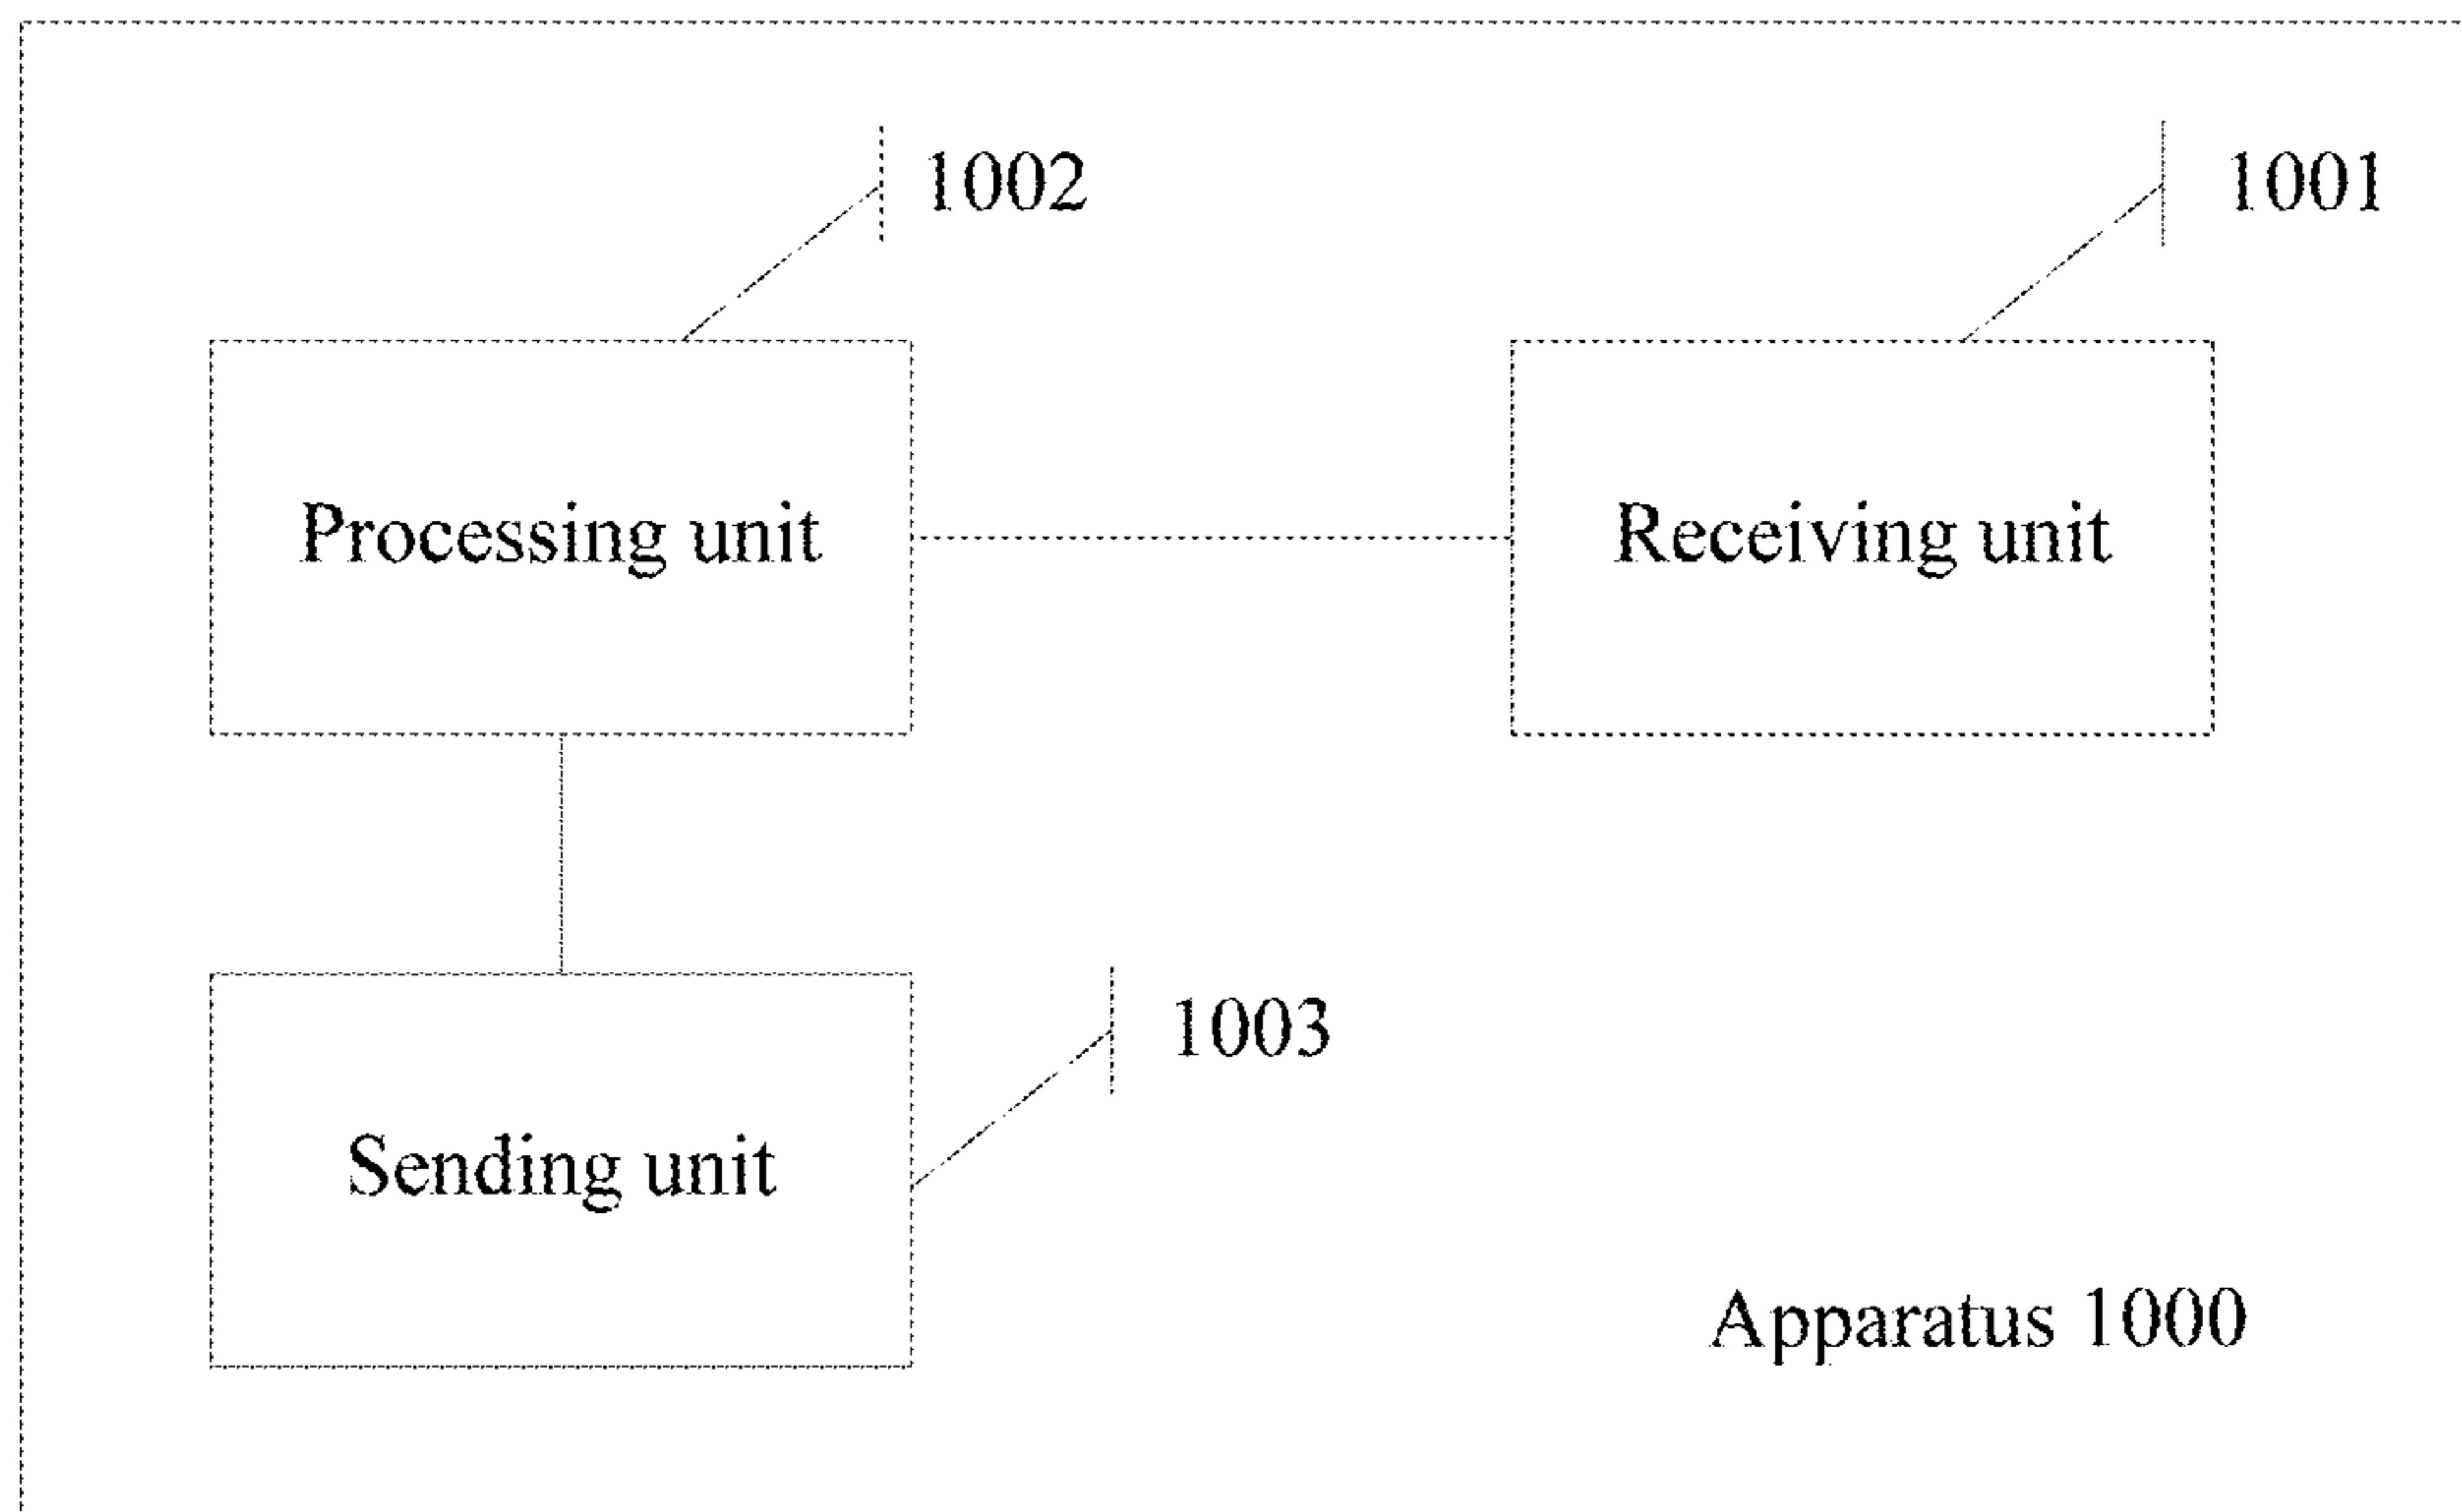 1002
1001
Processing unit
Receiving unit
1003
Sending unit
Apparatus 1000